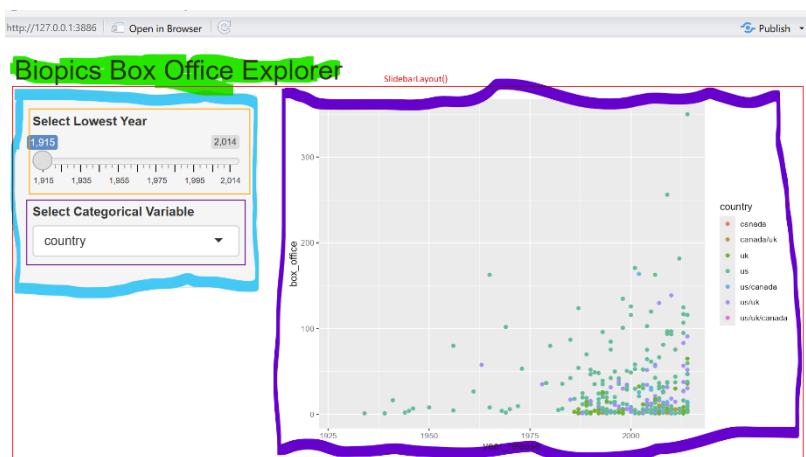 http://127.0.0.1:3886 Open in Browser Publish
Biopics Box Office Explorer
SlidebarLayout()
Select Lowest Year
1,915 2,014
1,915 1,935 1,955 1,975 1,995 2,014
Select Categorical Variable
country
box_office
300
200
100
0
1925 1950 1975 2000
country
canada
canada/uk
uk
us
us/canada
us/uk
us/uk/canada